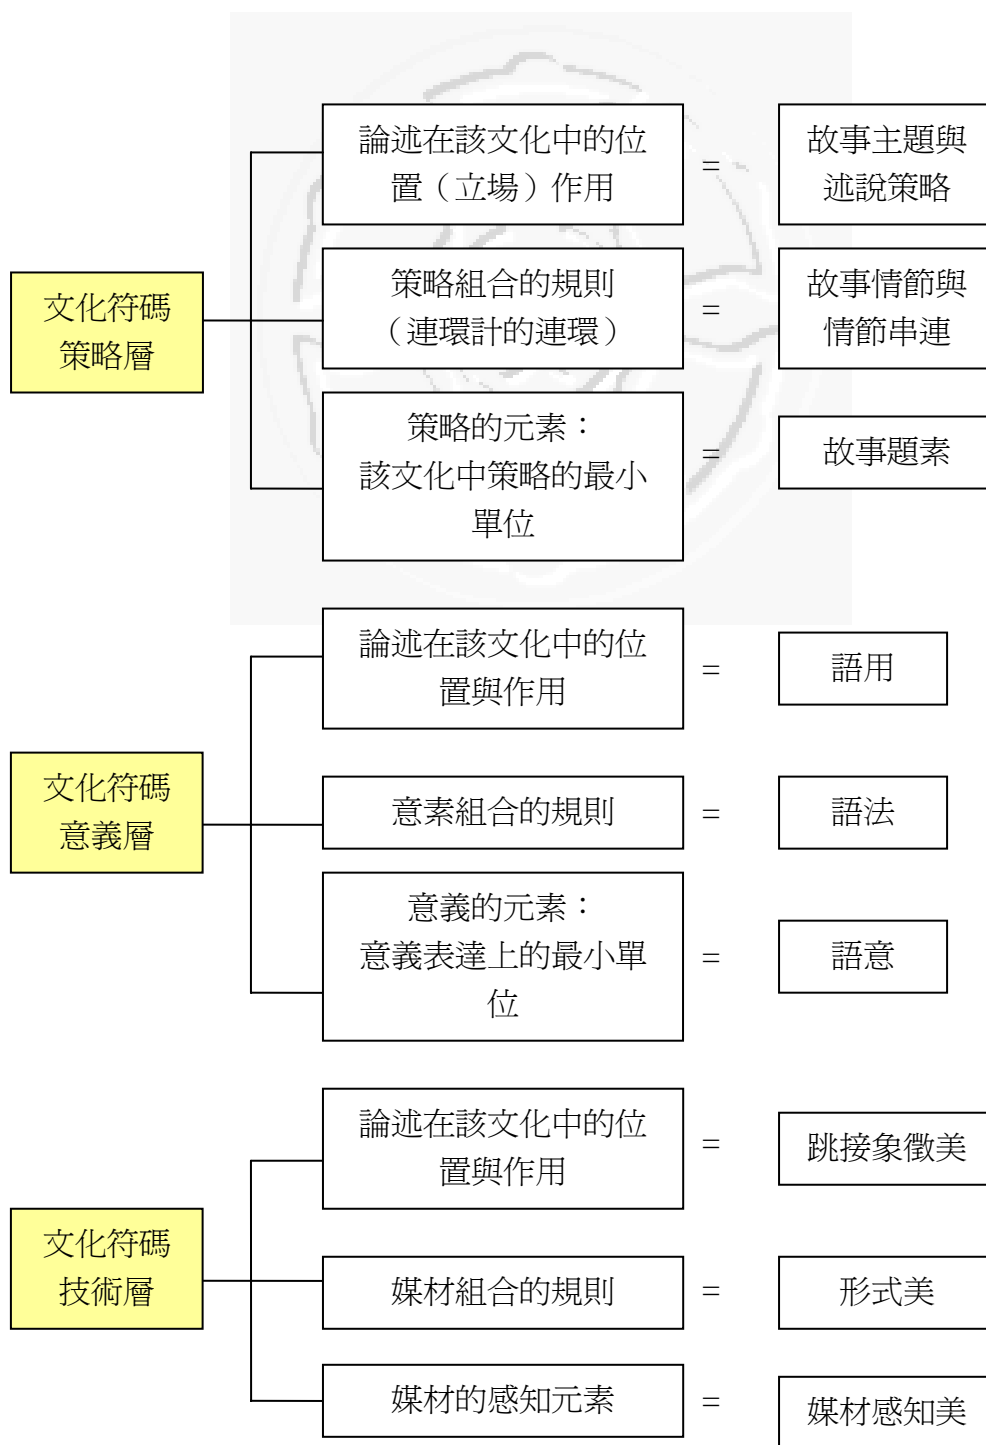 論述在該文化中的位
置（立場）作用
=
故事主題與
述說策略
文化符碼
策略層
策略組合的規則
（連環計的連環）
=
故事情節與
情節串連
策略的元素：
該文化中策略的最小
單位
=
故事題素
論述在該文化中的位
置與作用
=
語用
文化符碼
意義層
意素組合的規則
=
語法
意義的元素：
意義表達上的最小單
位
=
語意
論述在該文化中的位
置與作用
=
跳接象徵美
文化符碼
技術層
媒材組合的規則
=
形式美
媒材的感知元素
=
媒材感知美